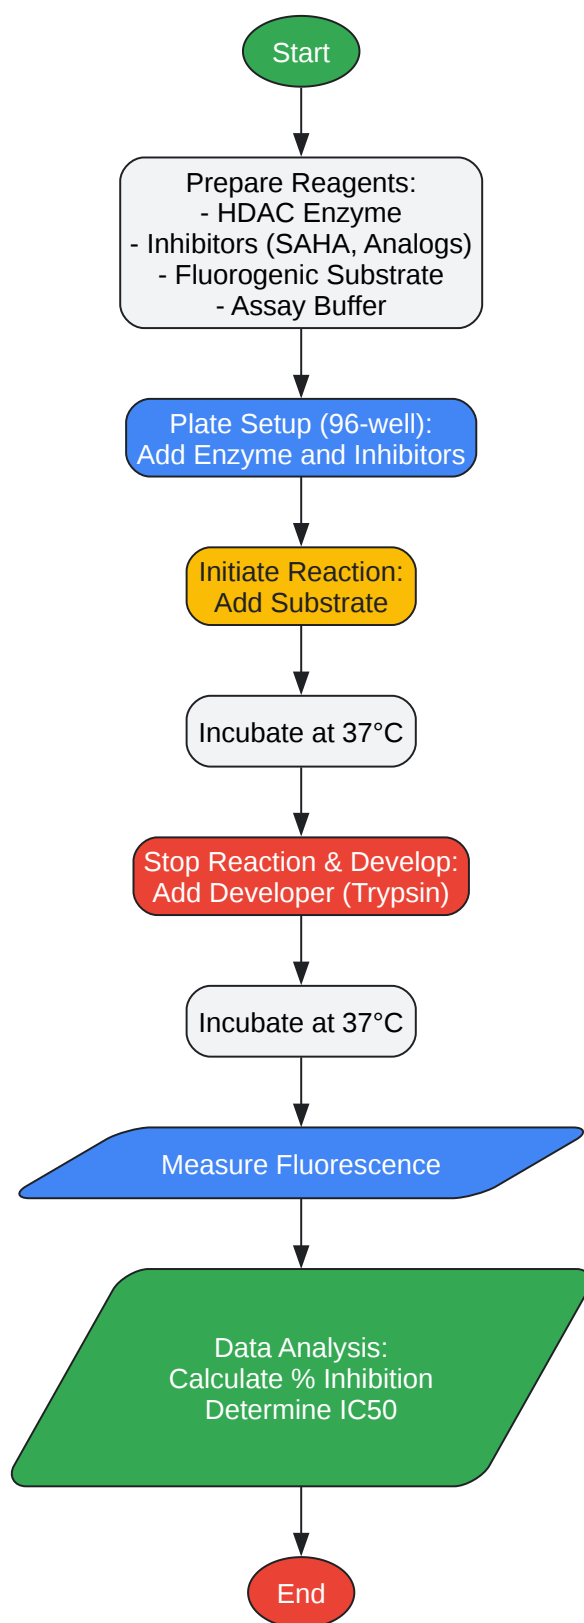 Start
Prepare Reagents:
- HDAC Enzyme
- Inhibitors (SAHA, Analogs)
- Fluorogenic Substrate
- Assay Buffer
Plate Setup (96-well):
Add Enzyme and Inhibitors
Initiate Reaction:
Add Substrate
Incubate at 37°C
Stop Reaction & Develop:
Add Developer (Trypsin)
Incubate at 37°C
Measure Fluorescence
Data Analysis:
Calculate % Inhibition
Determine IC50
End